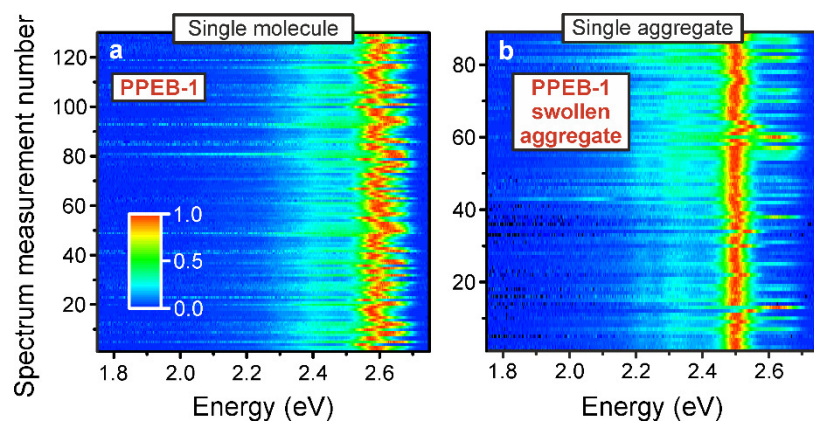 Single molecule
Single aggregate
Spectrum measurement number
a
PPEB-1
120
100
80
60
40
20
1.0
0.5
0.0
1.8 2.0 2.2 2.4 2.6
Energy (eV)
b
PPEB-1
swollen
aggregate
80
60
40
20
1.8 2.0 2.2 2.4 2.6
Energy (eV)